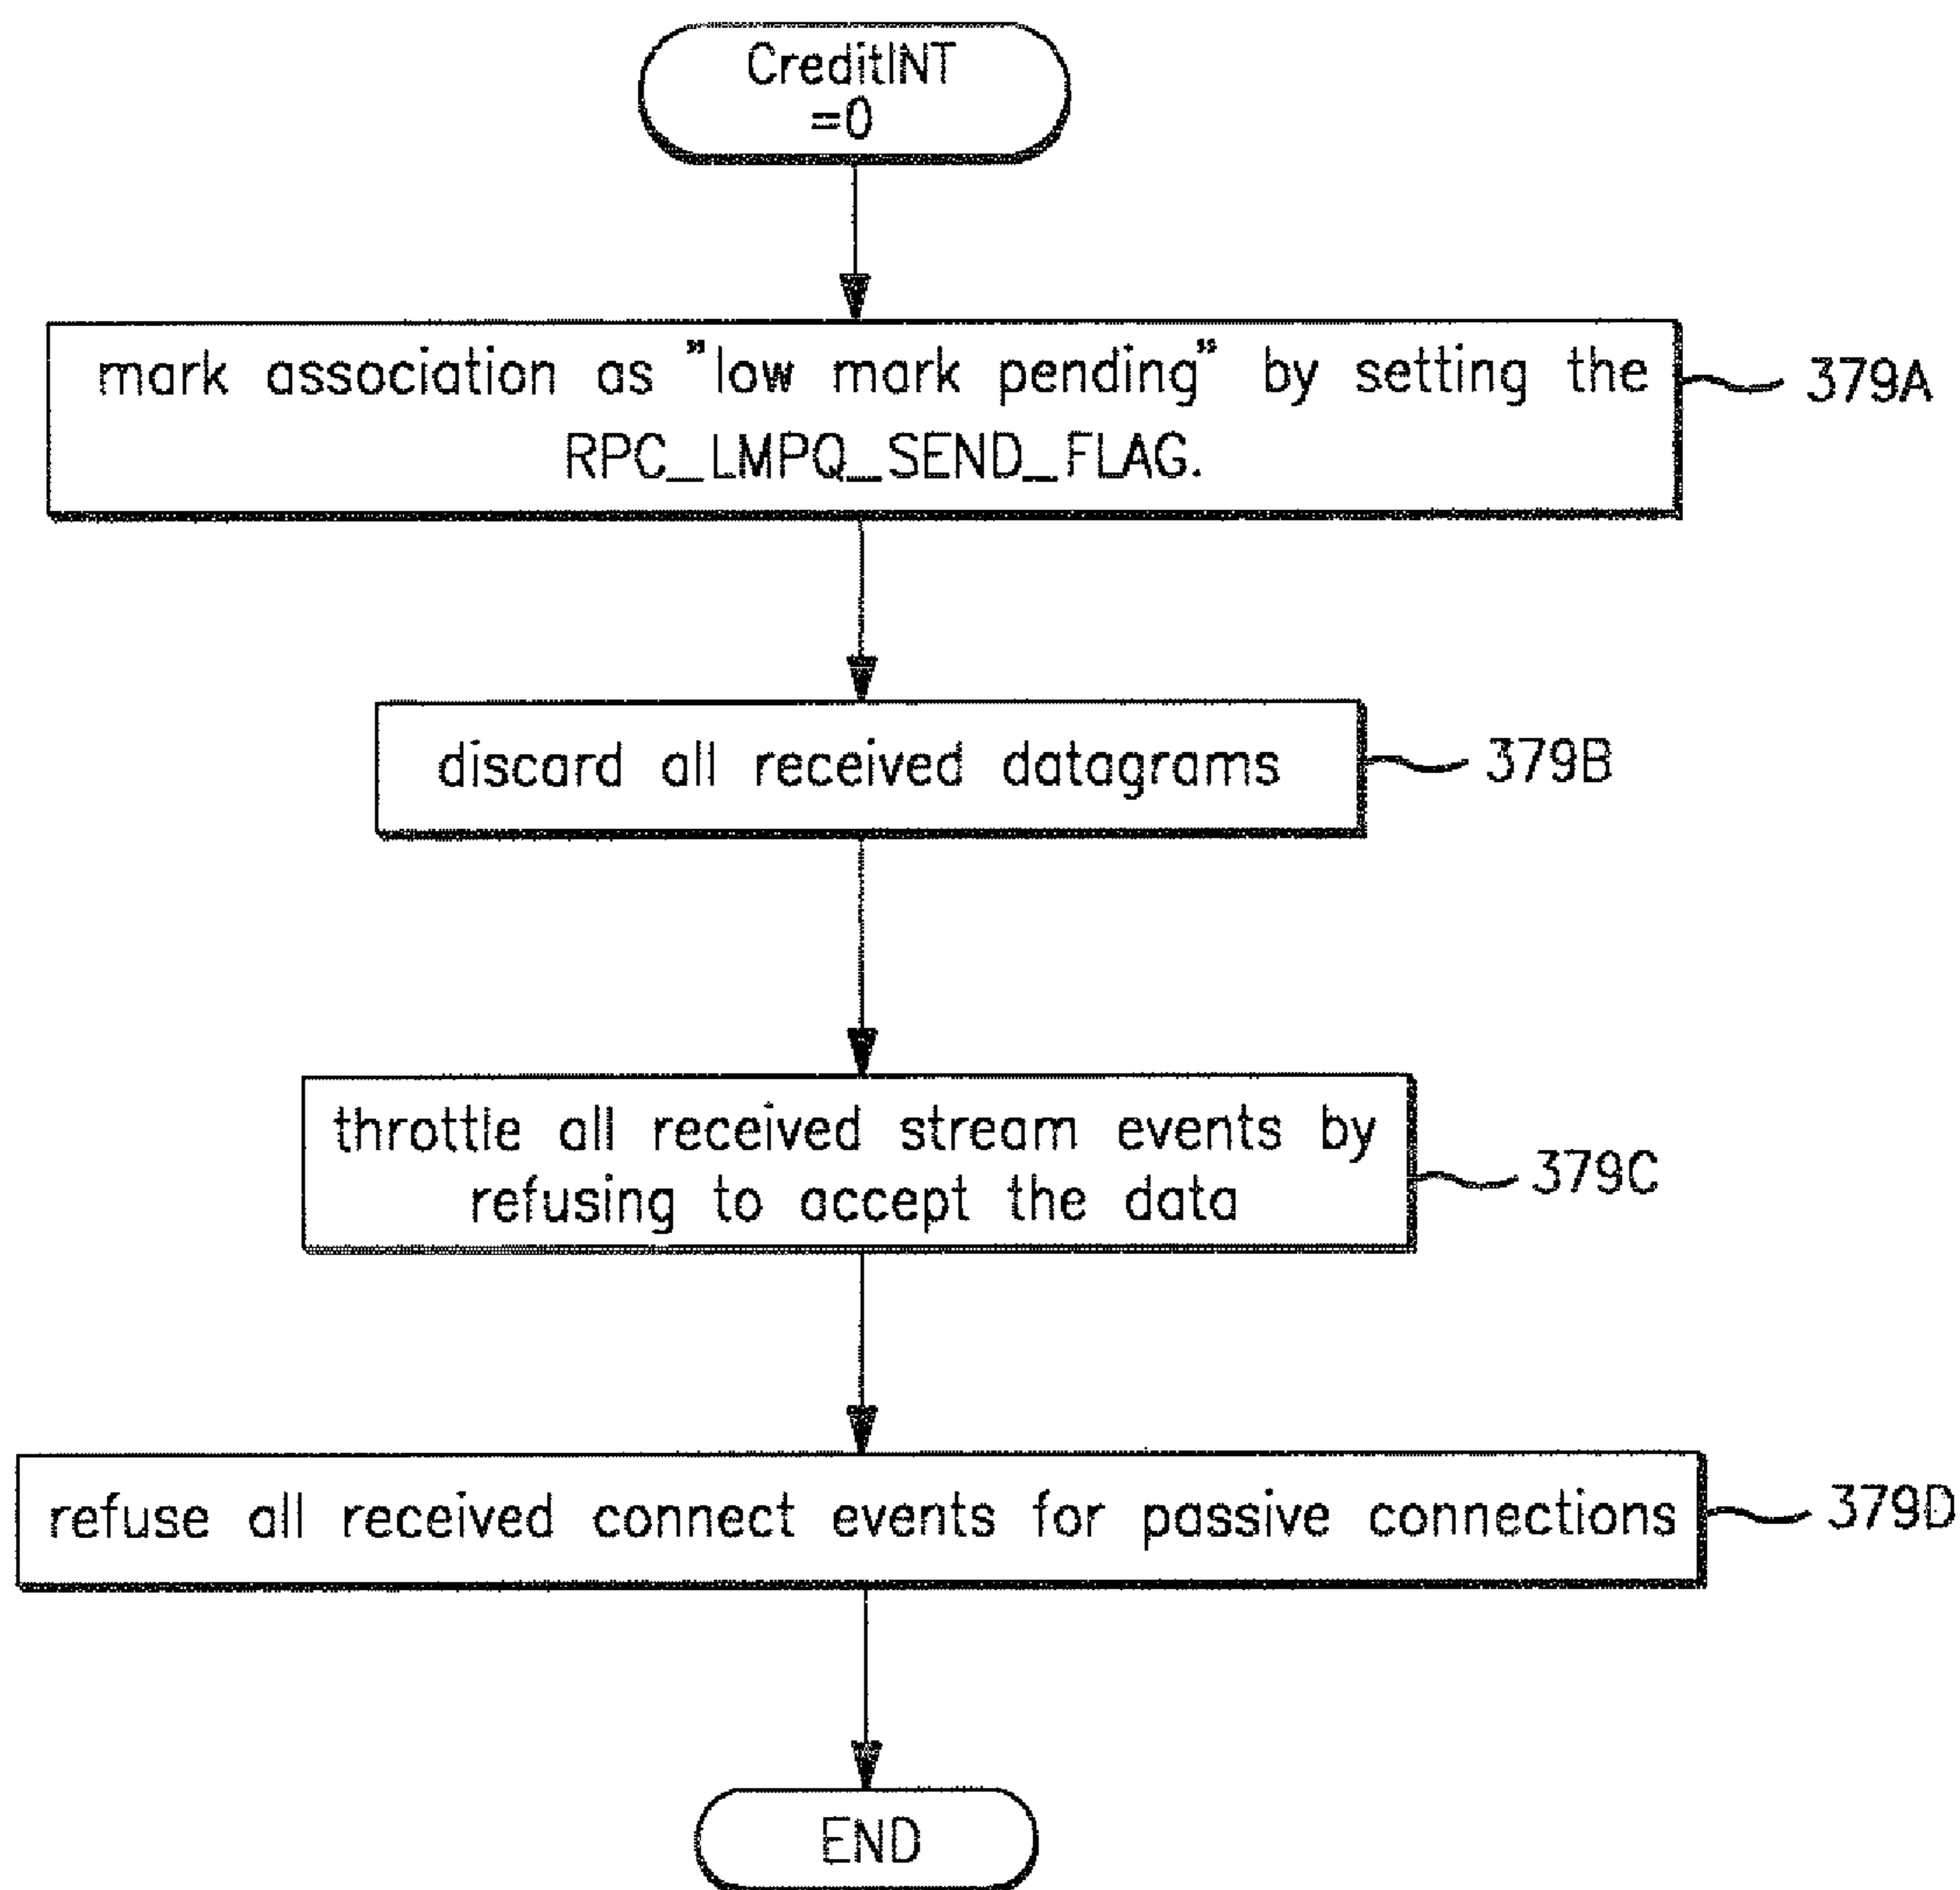 CreditINT
=0
mark association as "low mark pending" by setting the
RPC_LMPQ_SEND_FLAG.
379A
discard all received datagrams
379B
throttle all received stream events by
refusing to accept the data
379C
refuse all received connect events for passive connections
379D
END